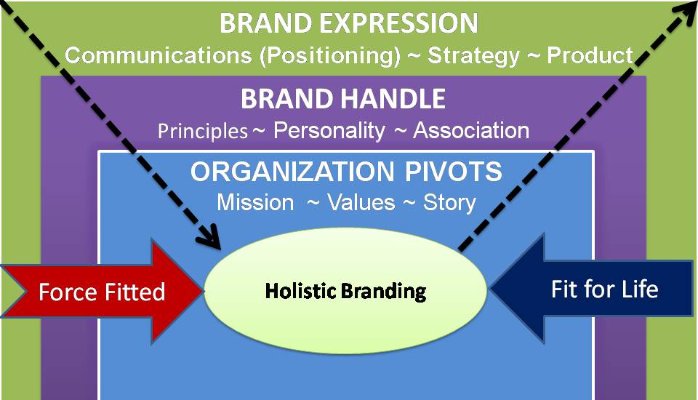 BRAND EXPRESSION
Communications (Positioning) ~ Strategy ~ Product
BRAND HANDLE
Principles ~ Personality ~ Association
ORGANIZATION PIVOTS
Mission ~ Values ~ Story
Force Fitted
Holistic Branding
Fit for Life